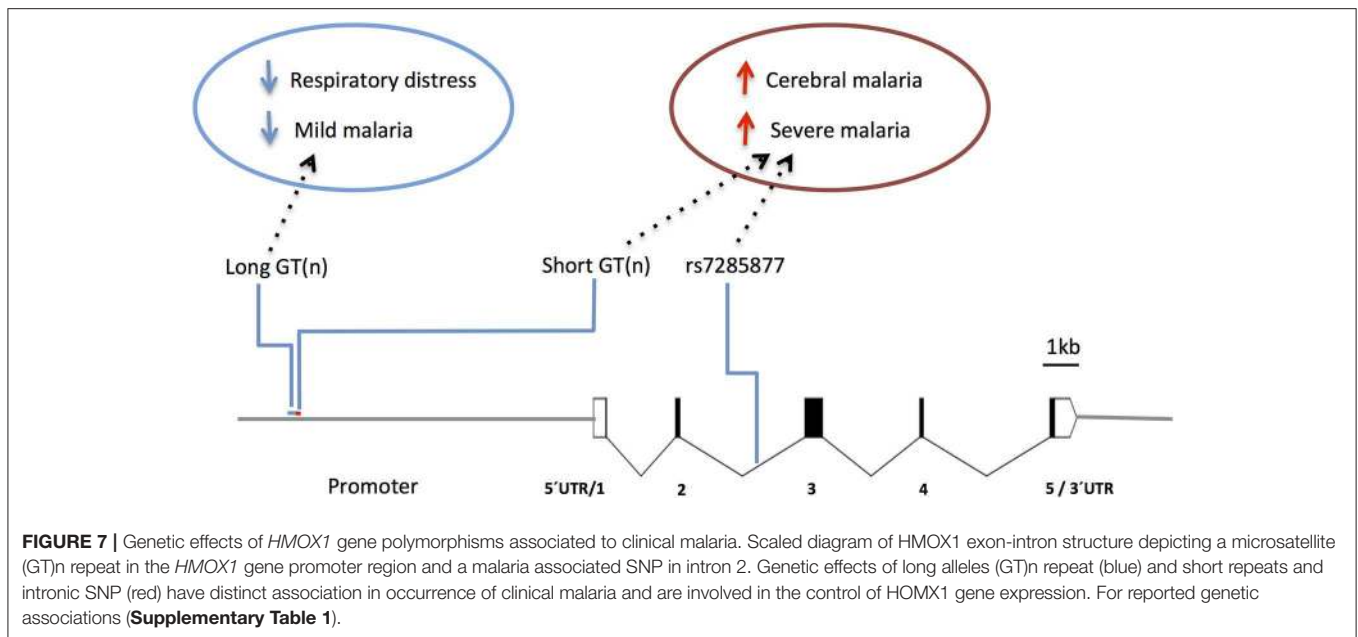 Respiratory distress
Mild malaria
Cerebral malaria
Severe malaria
Long GT(n)
Short GT(n)
rs7285877
1kb
Promoter
5´UTR/1
2
3
4
5 / 3´UTR
FIGURE 7 | Genetic effects of HMOX1 gene polymorphisms associated to clinical malaria. Scaled diagram of HMOX1 exon-intron structure depicting a microsatellite
(GT)n repeat in the HMOX1 gene promoter region and a malaria associated SNP in intron 2. Genetic effects of long alleles (GT)n repeat (blue) and short repeats and
intronic SNP (red) have distinct association in occurrence of clinical malaria and are involved in the control of HOMX1 gene expression. For reported genetic
associations (Supplementary Table 1).